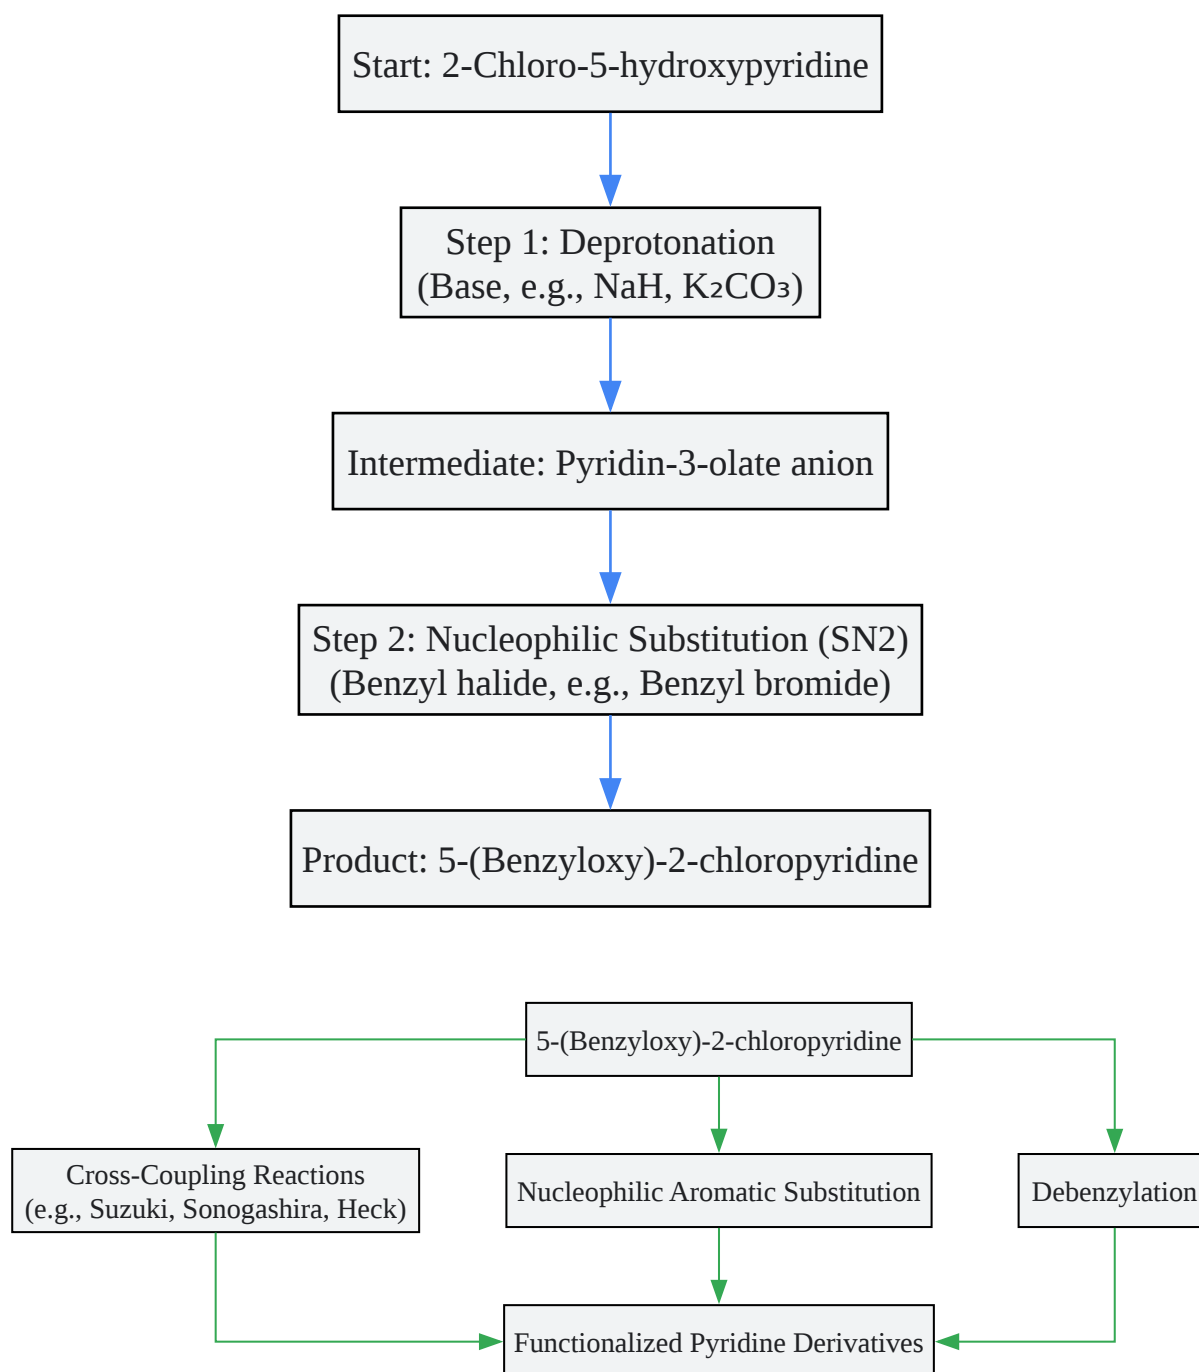 Start: 2-Chloro-5-hydroxypyridine
Step 1: Deprotonation
(Base, e.g., NaH, K₂CO₃)
Intermediate: Pyridin-3-olate anion
Step 2: Nucleophilic Substitution (SN2)
(Benzyl halide, e.g., Benzyl bromide)
Product: 5-(Benzyloxy)-2-chloropyridine
5-(Benzyloxy)-2-chloropyridine
Cross-Coupling Reactions
(e.g., Suzuki, Sonogashira, Heck)
Nucleophilic Aromatic Substitution
Debenzylation
Functionalized Pyridine Derivatives